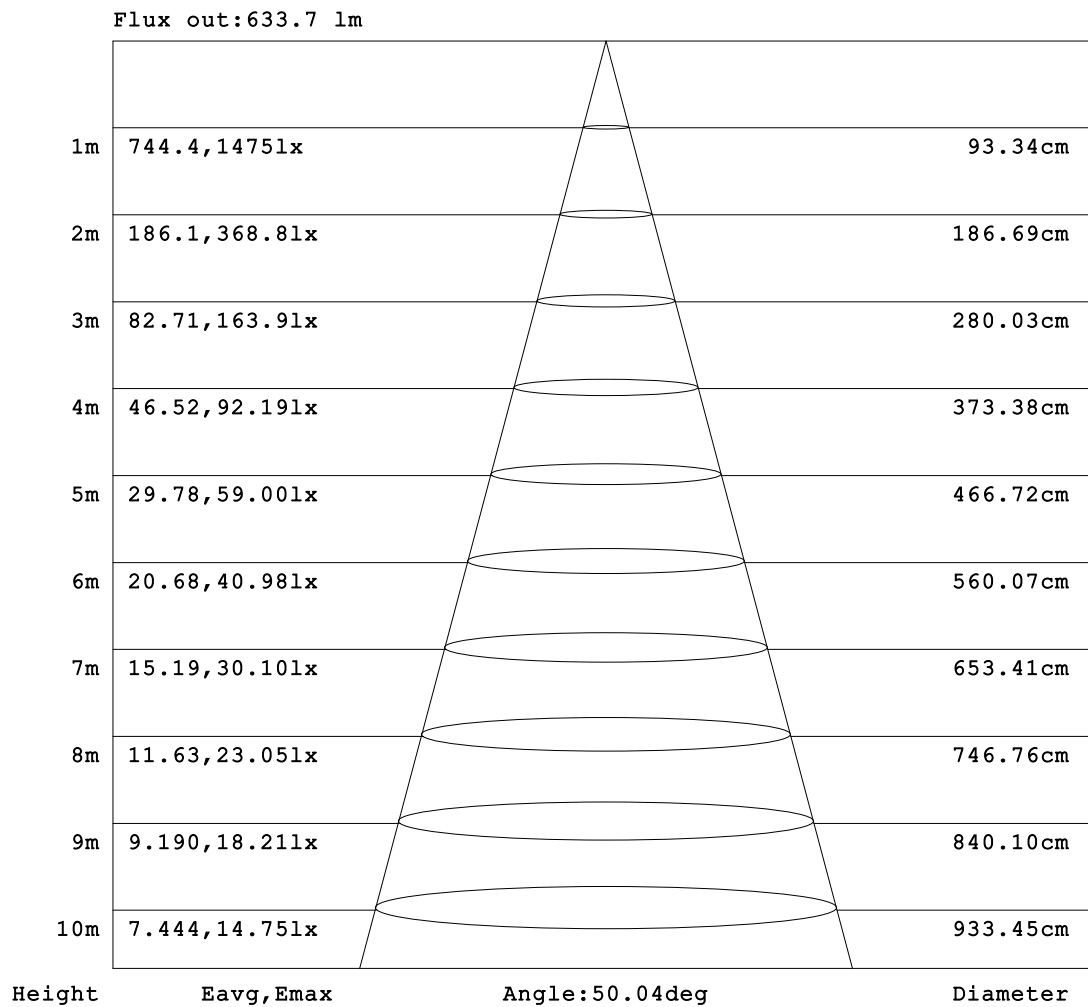 Flux out:633.7 lm
1m 744.4,1475lx 93.34cm
2m 186.1,368.8lx 186.69cm
3m 82.71,163.9lx 280.03cm
4m 46.52,92.19lx 373.38cm
5m 29.78,59.00lx 466.72cm
6m 20.68,40.98lx 560.07cm
7m 15.19,30.10lx 653.41cm
8m 11.63,23.05lx 746.76cm
9m 9.190,18.21lx 840.10cm
10m 7.444,14.75lx 933.45cm
Height Eavg,Emax Angle:50.04deg Diameter